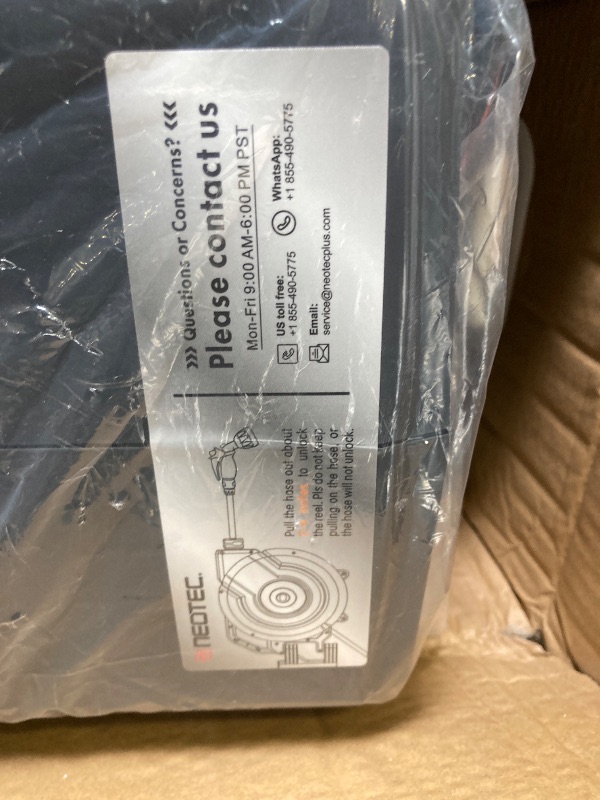 NEOTEC.
Pull the hose out about
to unlock
the reel. Pls do not keep
pulling on the hose, or
the hose will not unlock.
››› Questions or Concerns? ‹‹‹
Please contact us
Mon-Fri 9:00 AM-6:00 PM PST
US toll free:
+1 855-490-5775
WhatsApp:
+1 855-490-5775
Email:
service@neotecplus.com